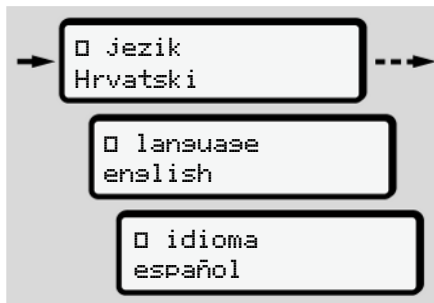 □ jezik
Hrvatski
□ language
english
□ idioma
español